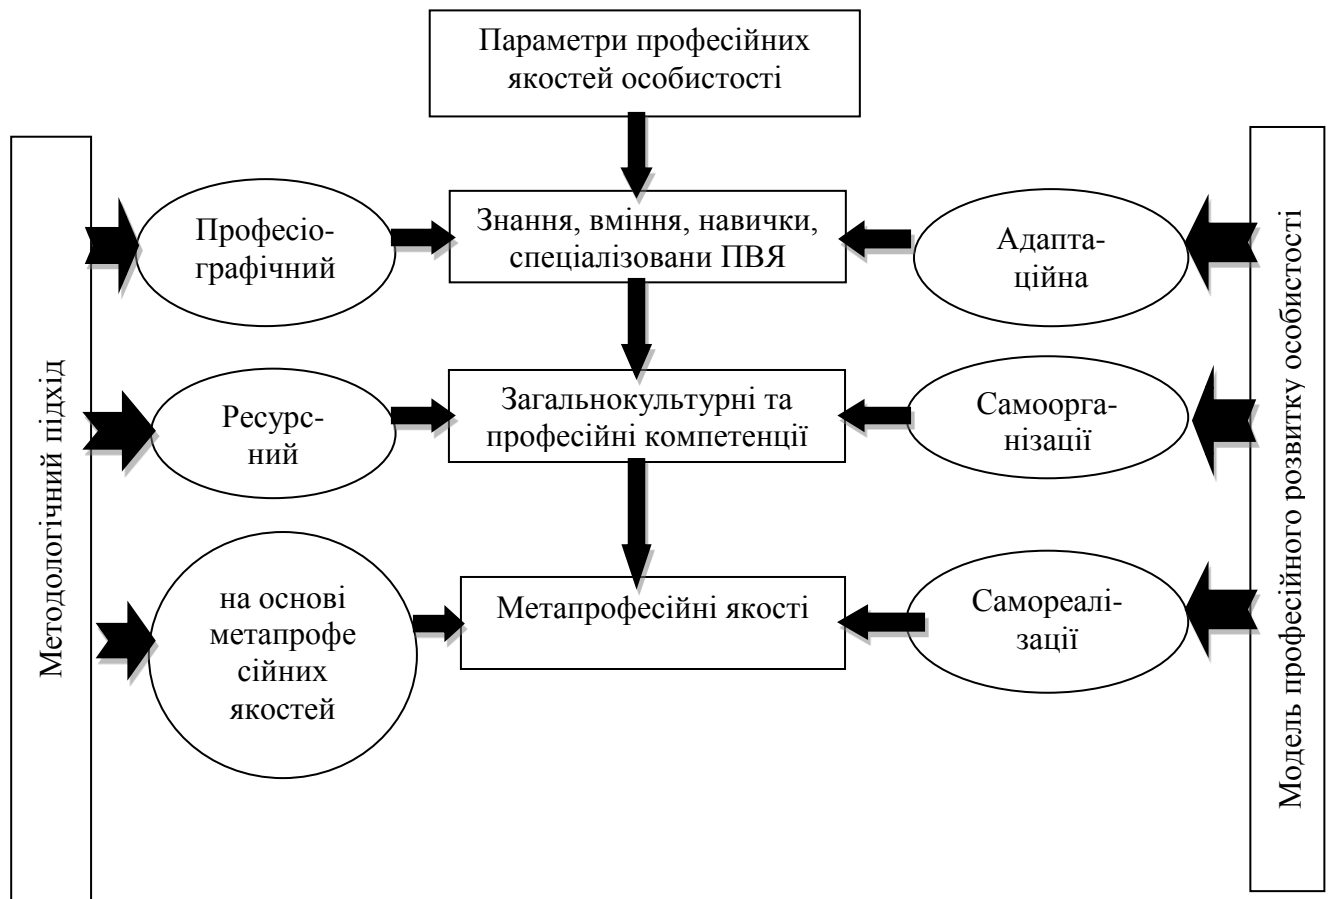 Параметри професійних
якостей особистості
Методологічний підхід
Професіо-
графічний
Знання, вміння, навички,
спеціалізовани ПВЯ
Адапта-
ційна
Модель професійного розвитку особистості
Ресурс-
ний
Загальнокультурні та
професійні компетенції
Самоорга-
нізації
на основі
метапрофе
сійних
якостей
Метапрофесійні якості
Самореалі-
зації